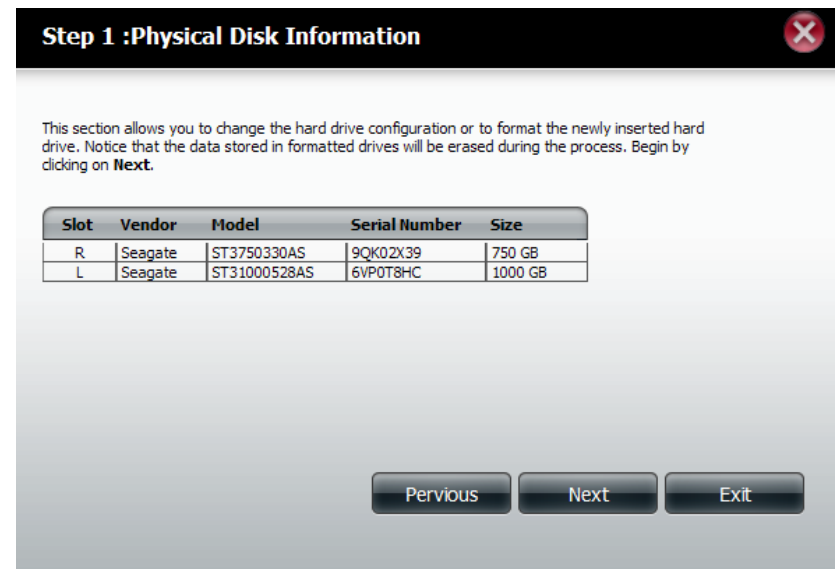 Step 1 :Physical Disk Information
This section allows you to change the hard drive configuration or to format the newly inserted hard
drive. Notice that the data stored in formatted drives will be erased during the process. Begin by
clicking on Next.
Slot Vendor Model Serial Number Size
R Seagate ST3750330AS 9QK02X39 750 GB
L Seagate ST31000528AS 6VP0T8HC 1000 GB
Pervious Next Exit